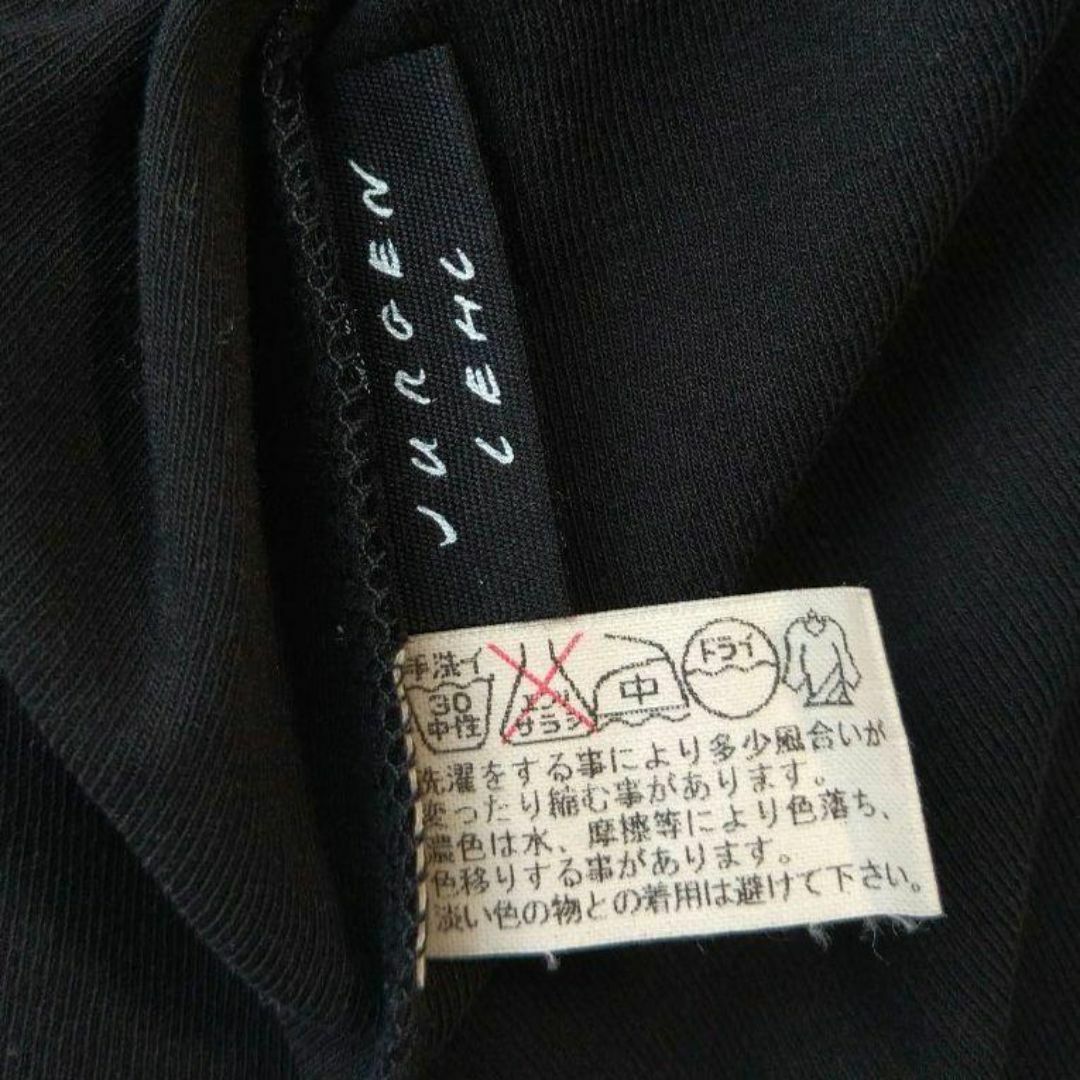 JURGEN
LEHL
手洗イ
30
中性
エンソ
サラシ
中
ドライ
洗濯をする事により多少風合いが
変ったり縮む事があります。
濃色は水、摩擦等により色落ち、
色移りする事があります。
淡い色の物との着用は避けて下さい。